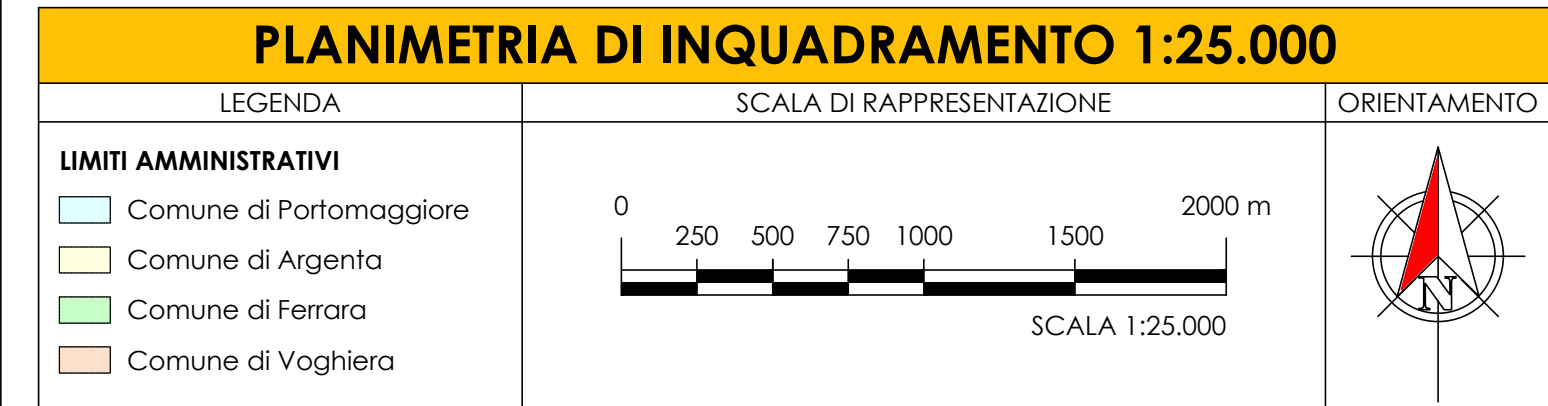 PLANIMETRIA DI INQUADRAMENTO 1:25.000
LEGENDA
SCALA DI RAPPRESENTAZIONE
ORIENTAMENTO
LIMITI AMMINISTRATIVI
Comune di Portomaggiore
Comune di Argenta
Comune di Ferrara
Comune di Voghiera
0 2000 m
250 500 750 1000 1500
SCALA 1:25.000
N